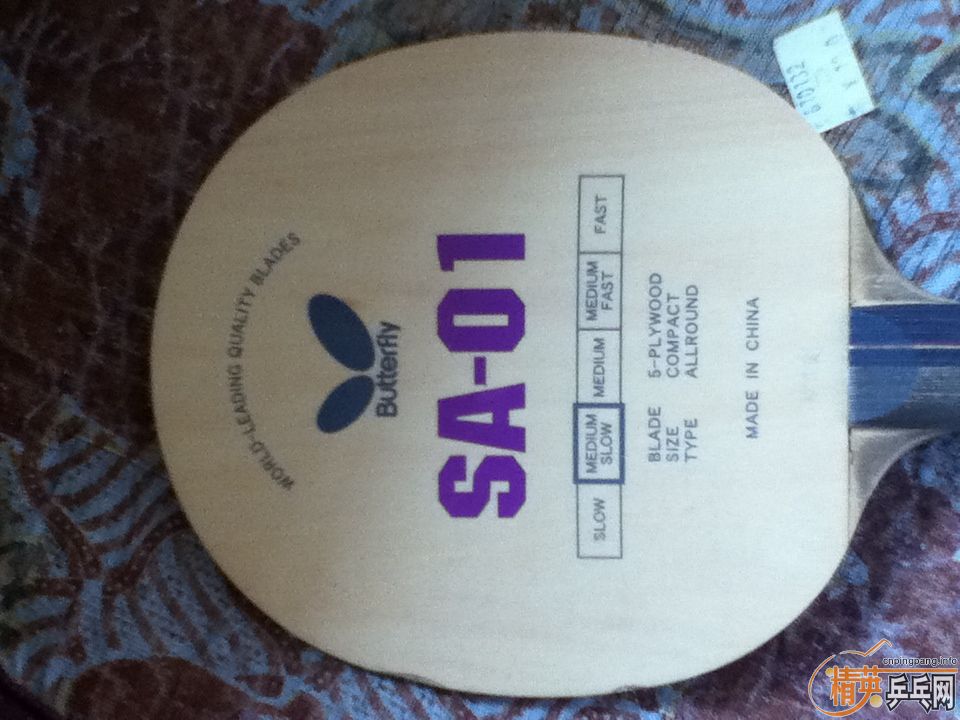 WORLD-LEADING QUALITY BLADES
Butterfly
SA-01
SLOW
MEDIUM
SLOW
MEDIUM
MEDIUM
FAST
FAST
BLADE 5-PLYWOOD
SIZE COMPACT
TYPE ALLROUND
MADE IN CHINA
cnpingpang.info
精英乒乓网